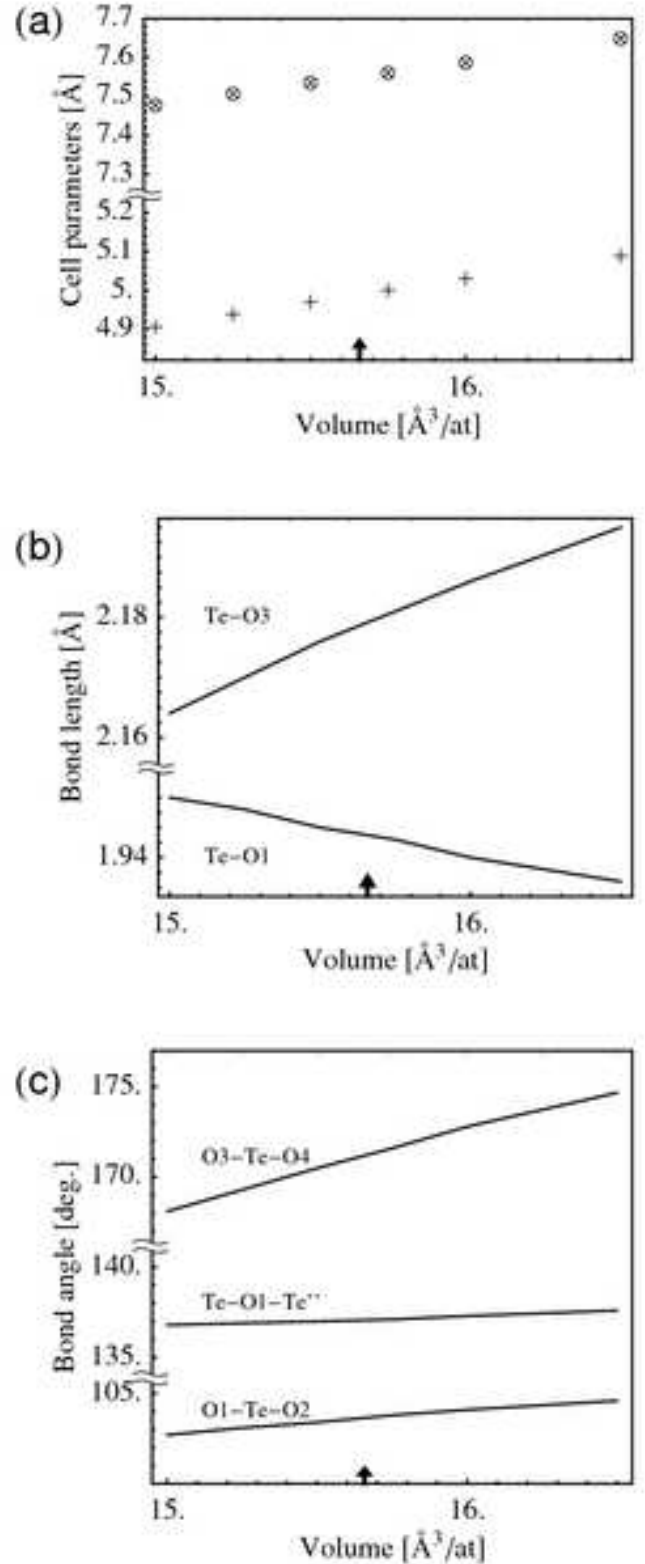 (a)
7.7
7.6
7.5
7.4
7.3
5.2
5.1
5.
4.9
Cell parameters [Å]
15.
16.
Volume [Å³/at]
(b)
2.18
2.16
1.94
Bond length [Å]
Te–O3
Te–O1
15.
16.
Volume [Å³/at]
(c)
175.
170.
140.
135.
105.
Bond angle [deg.]
O3–Te–O4
Te–O1–Te''
O1–Te–O2
15.
16.
Volume [Å³/at]